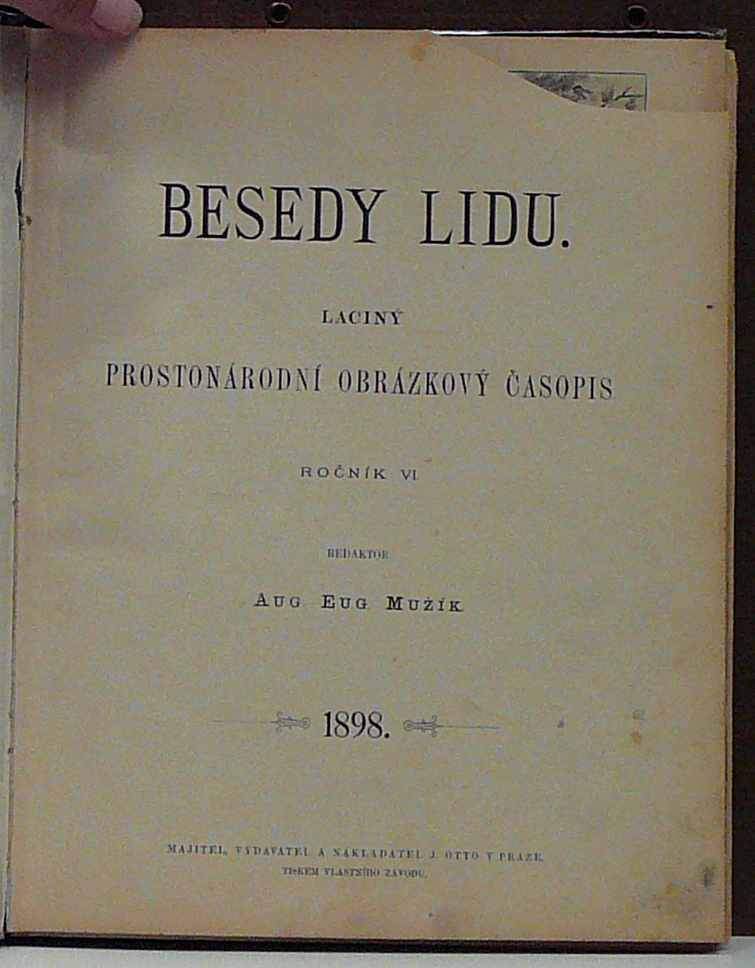 BESEDY LIDU.
LACINÝ
PROSTONÁRODNÍ OBRÁZKOVÝ ČASOPIS
ROČNÍK VI.
REDAKTOR
AUG EUG MUŽÍK
1898.
MAJITEL, VYDAVATEL A NAKLADATEL J. OTTO V PRAZE.
TISKEM VLASTNÍHO ZÁVODU.